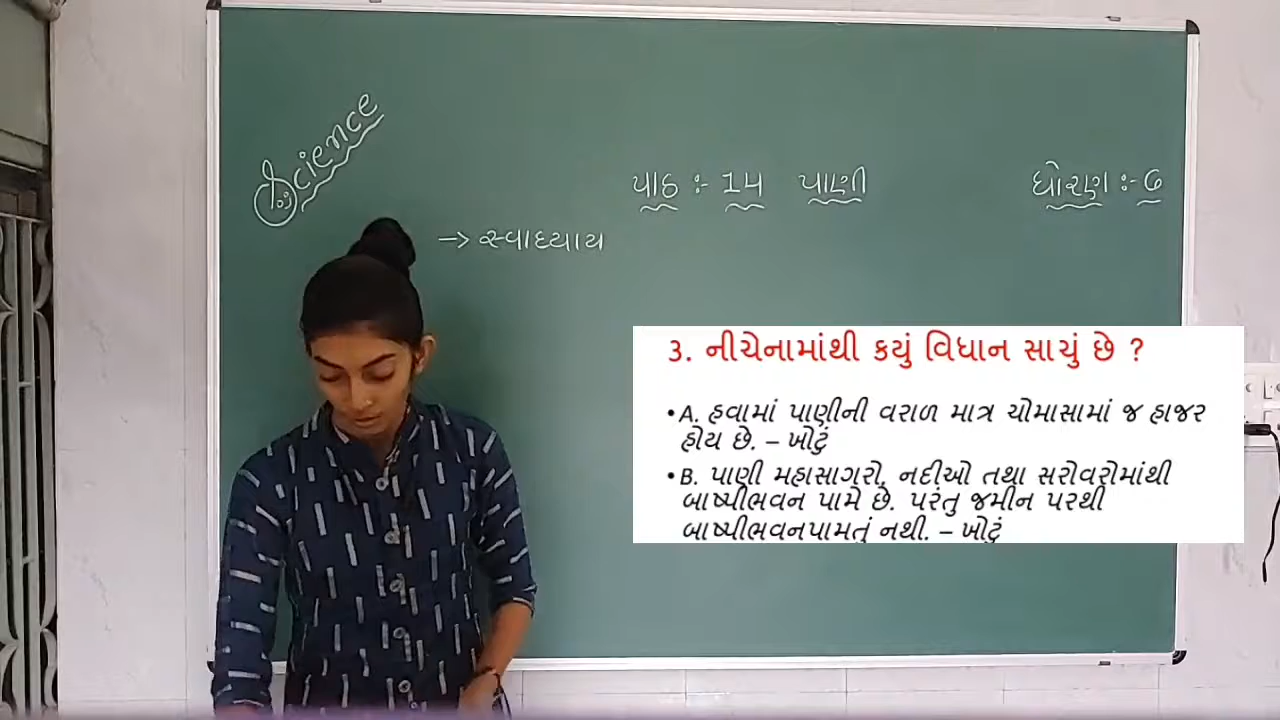 Science
પાઠ :- 14 પાણી
ધોરણ :- 6
→ સ્વાધ્યાય
3. નીચેનામાંથી કયું વિધાન સાચું છે ?
•A. હવામાં પાણીની વરાળ માત્ર ચોમાસામાં જ હાજર
હોય છે. – ખોટું
•B. પાણી મહાસાગરો, નદીઓ તથા સરોવરોમાંથી
બાષ્પીભવન પામે છે. પરંતુ જમીન પરથી
બાષ્પીભવનપામતું નથી. – ખોટું